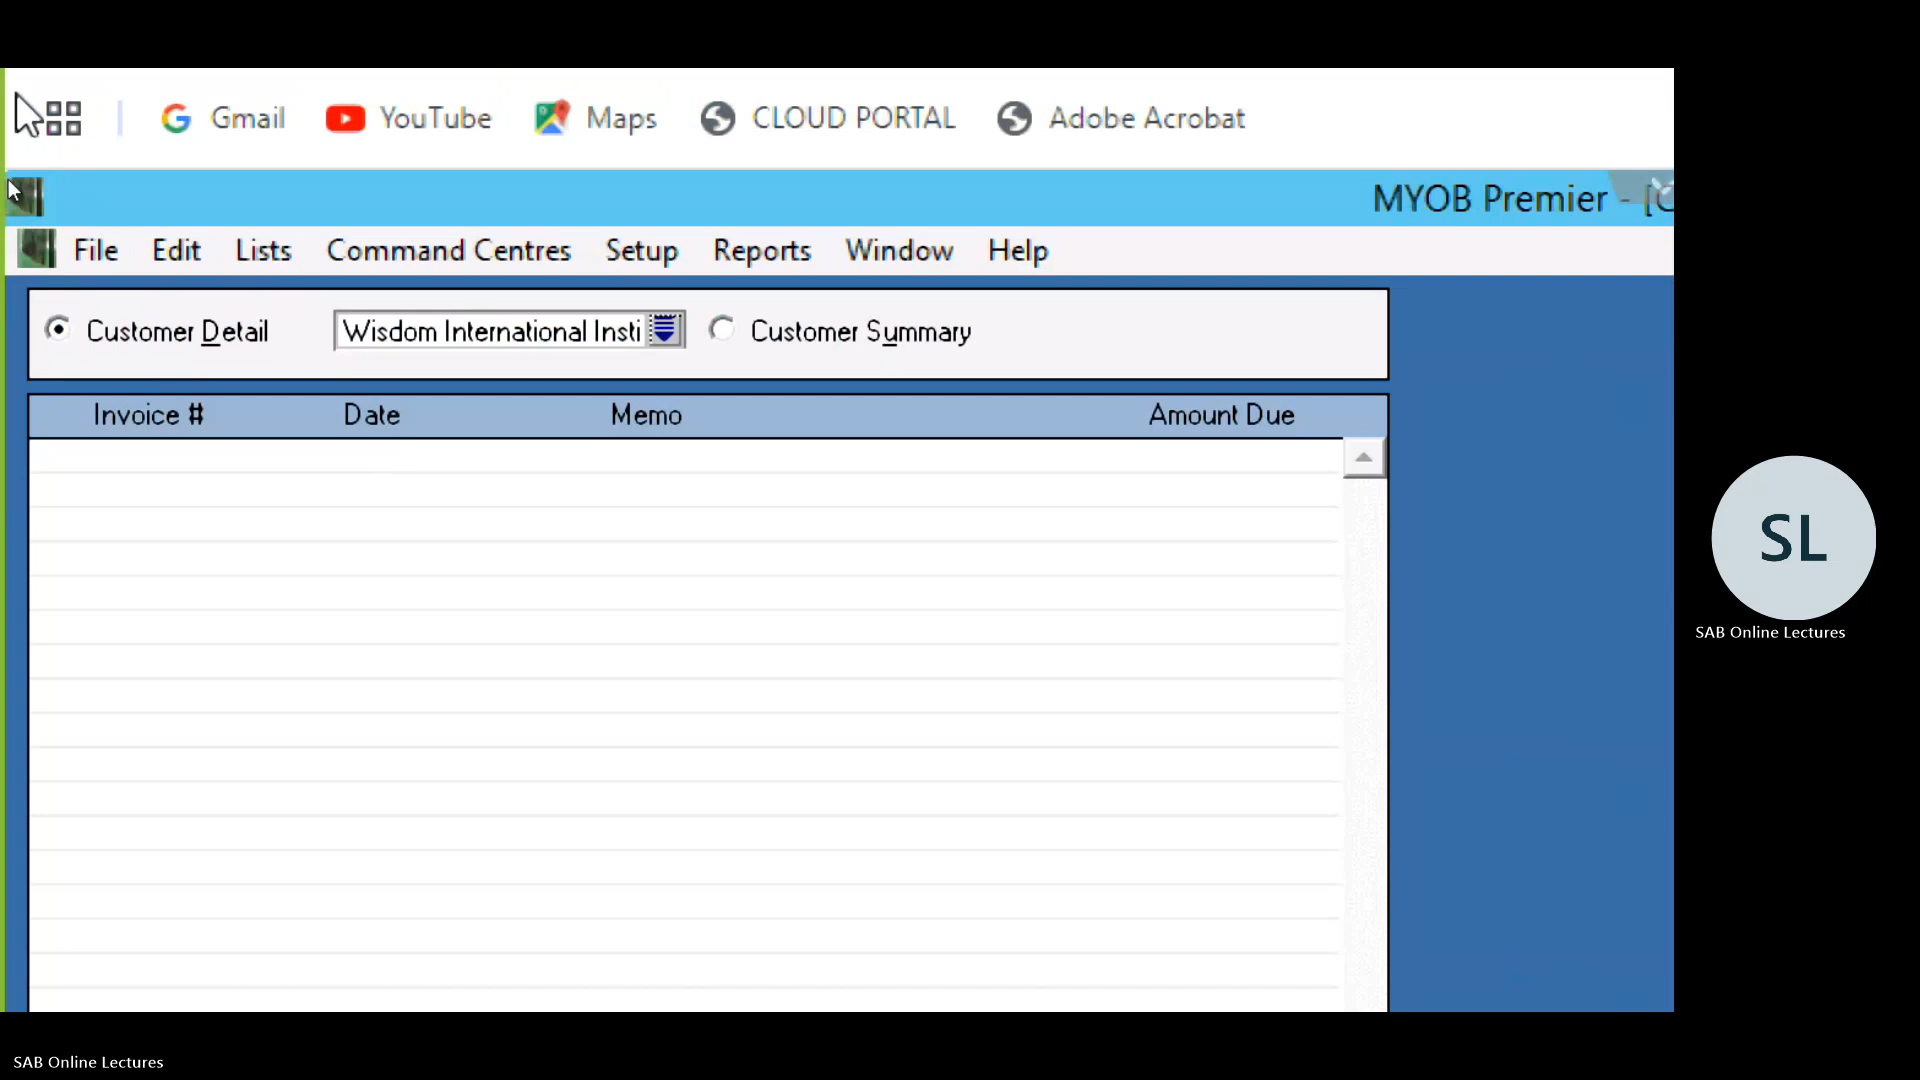 Gmail YouTube Maps CLOUD PORTAL Adobe Acrobat
MYOB Premier - [C
File Edit Lists Command Centres Setup Reports Window Help
Customer Detail Wisdom International Insti Customer Summary
Invoice # Date Memo Amount Due
SL
SAB Online Lectures
SAB Online Lectures